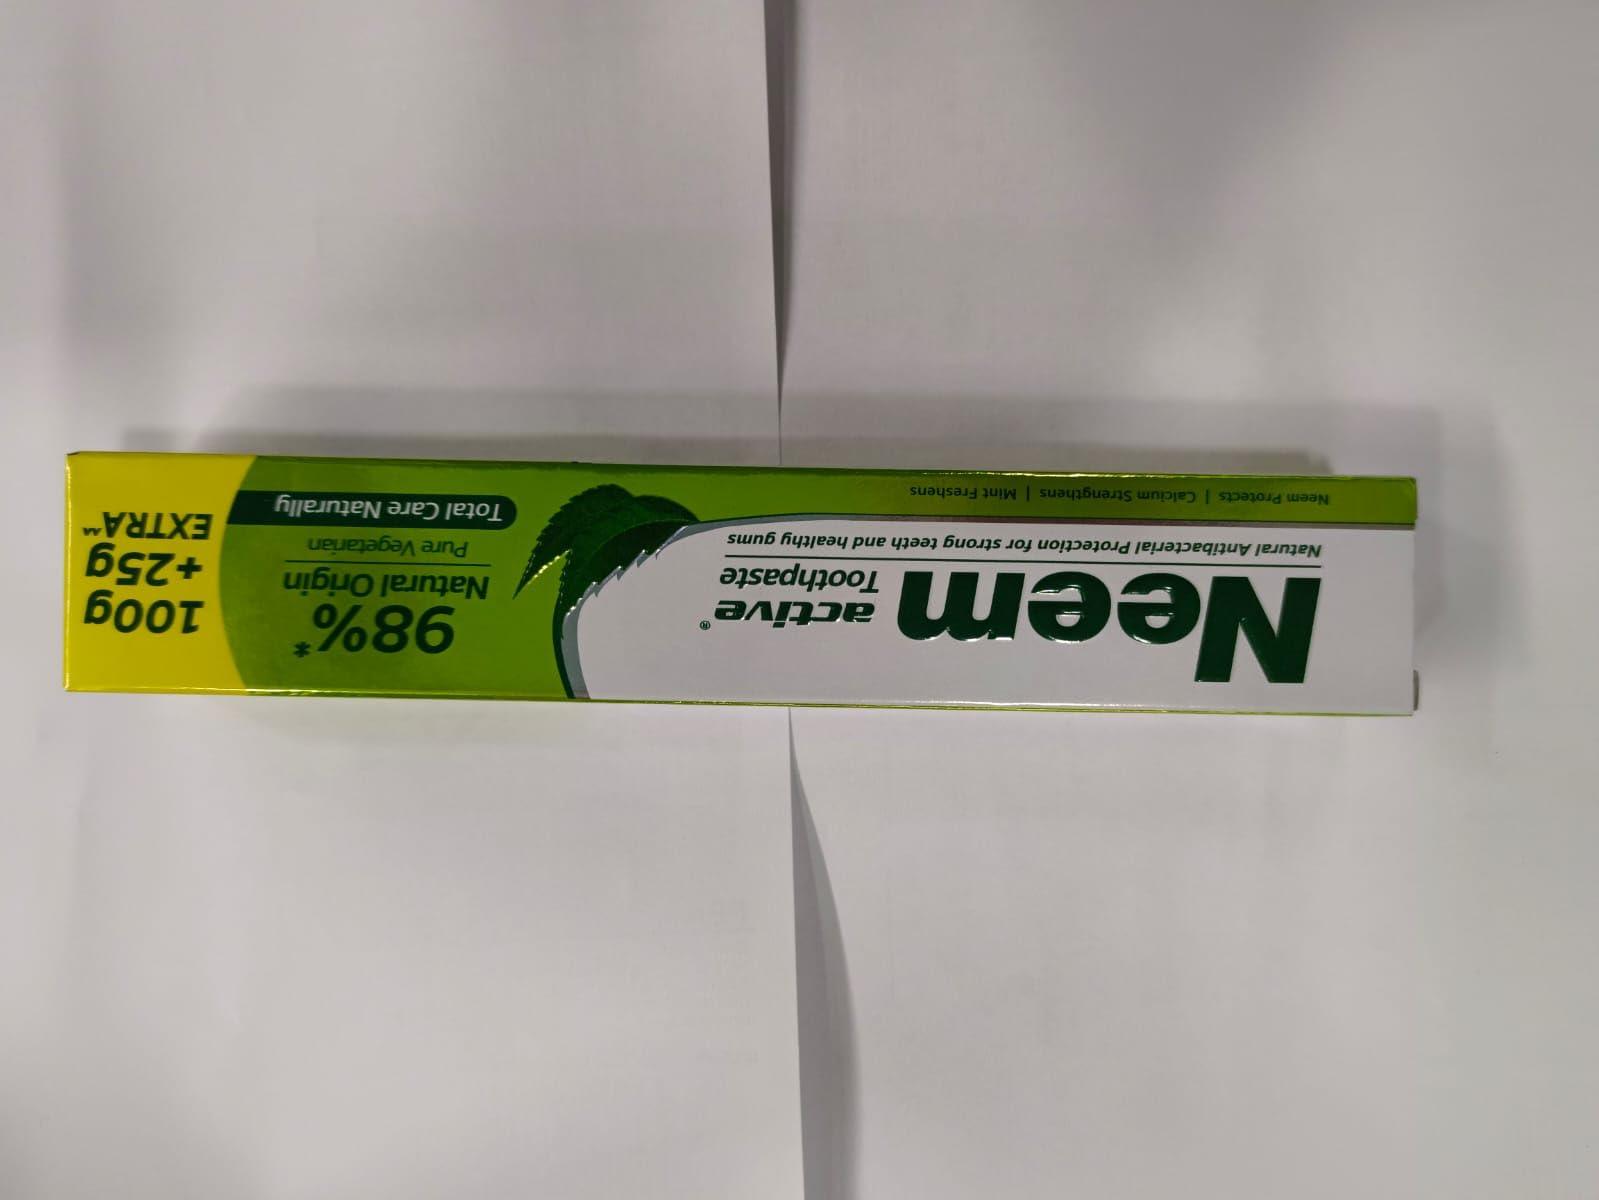 Neem
active®
Toothpaste
Natural Antibacterial Protection for strong teeth and healthy gums
Neem Protects | Calcium Strengthens | Mint Freshens
98%*
Natural Origin
Pure Vegetarian
Total Care Naturally
100g
+25g
EXTRA^^